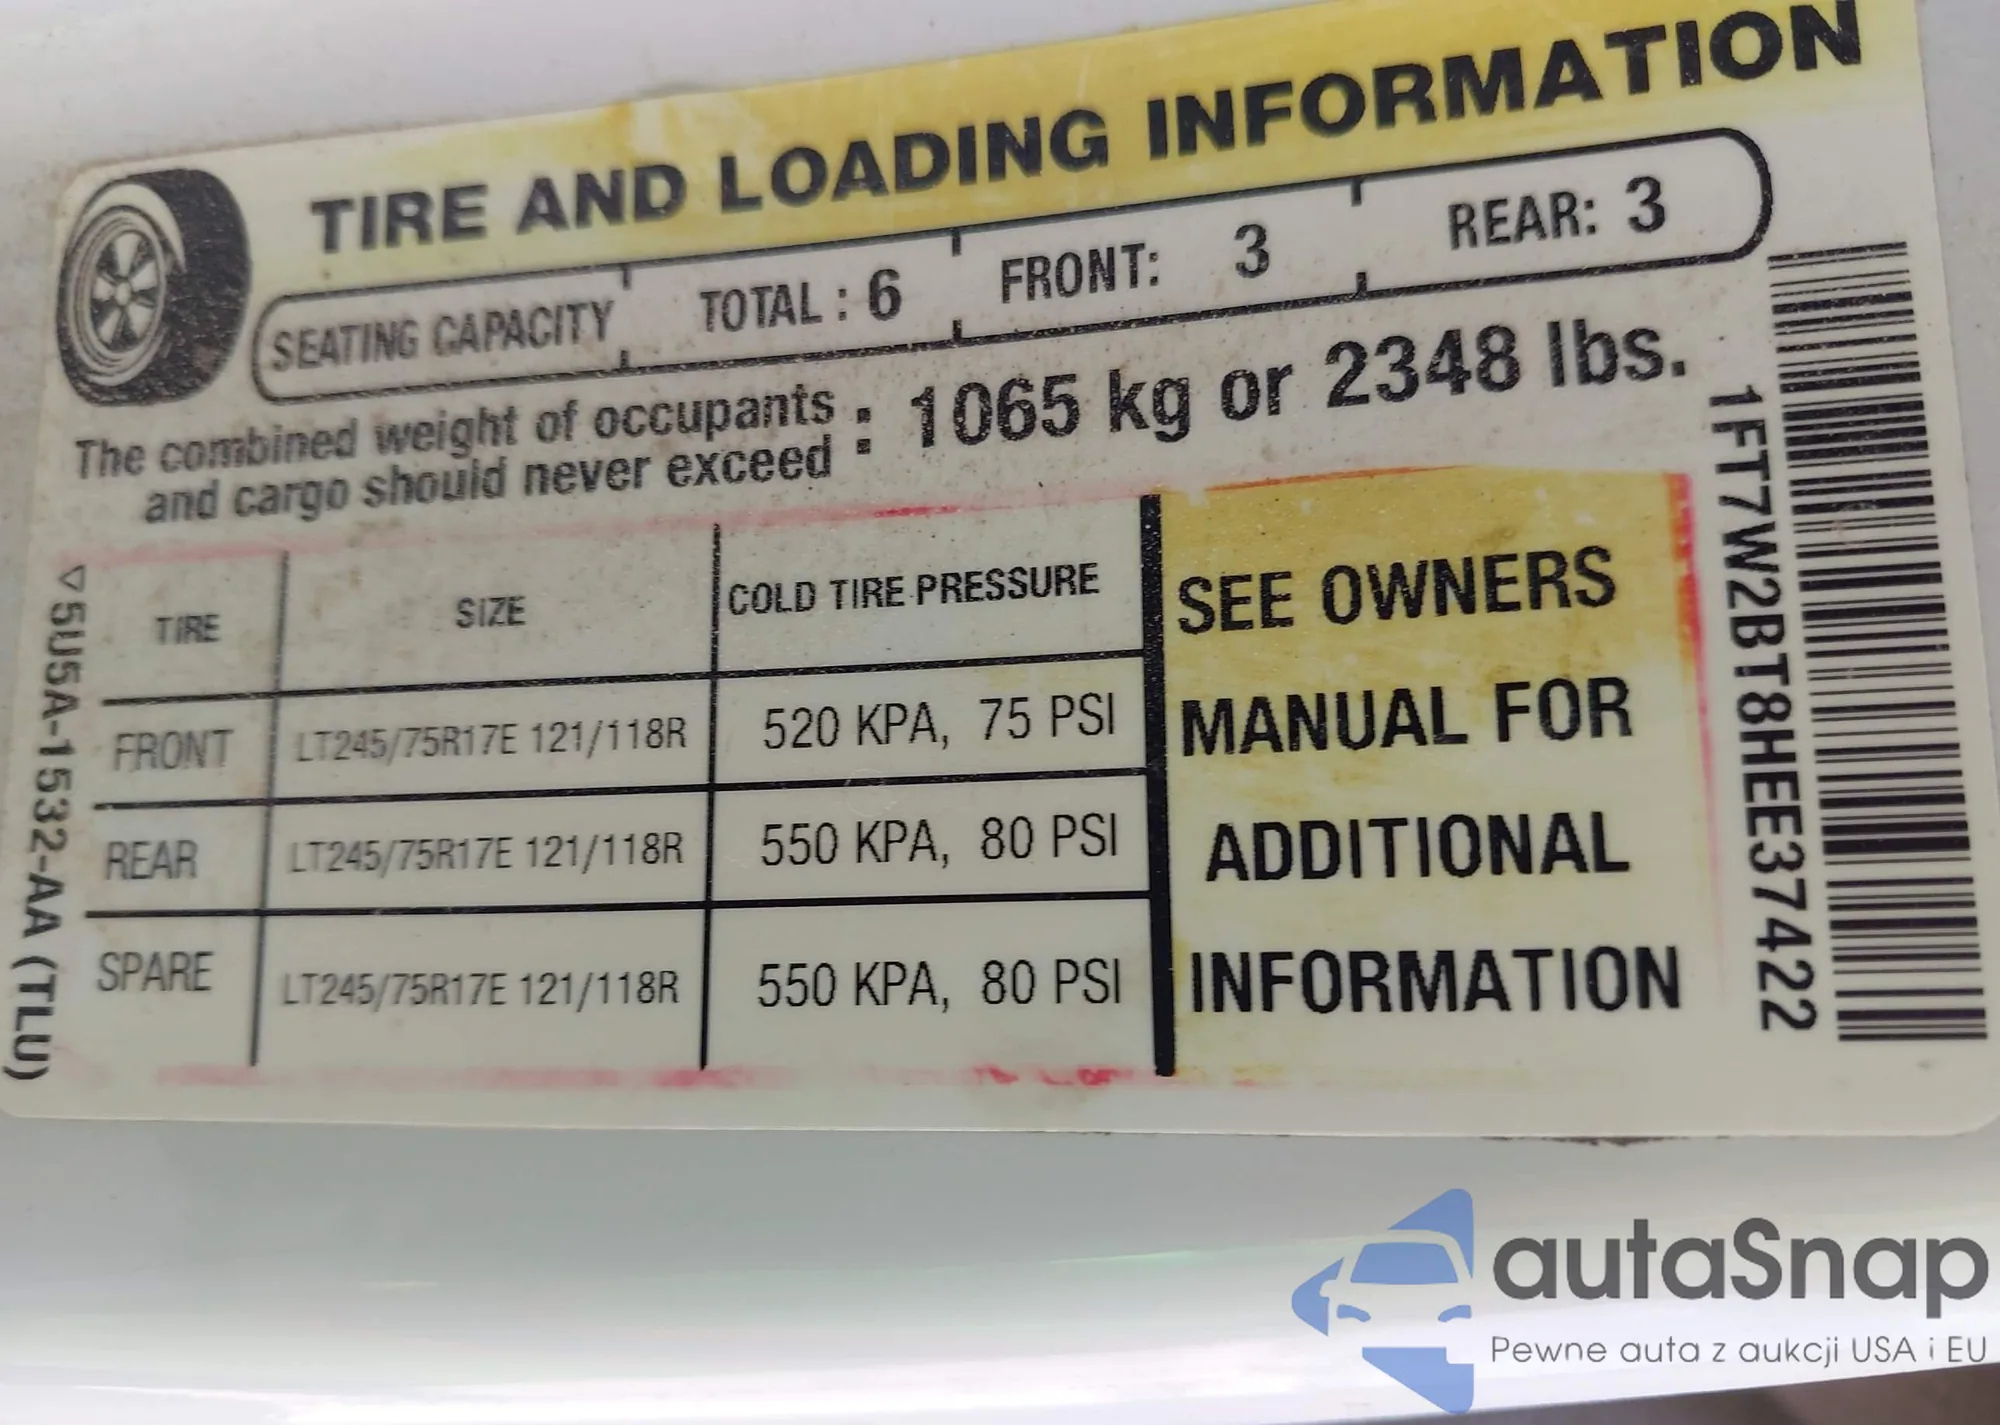 TIRE AND LOADING INFORMATION
SEATING CAPACITY TOTAL : 6 FRONT: 3 REAR: 3
The combined weight of occupants
and cargo should never exceed : 1065 kg or 2348 lbs.
TIRE SIZE COLD TIRE PRESSURE
FRONT LT245/75R17E 121/118R 520 KPA, 75 PSI
REAR LT245/75R17E 121/118R 550 KPA, 80 PSI
SPARE LT245/75R17E 121/118R 550 KPA, 80 PSI
SEE OWNERS
MANUAL FOR
ADDITIONAL
INFORMATION
▽5U5A-1532-AA (TLU)
1FT7W2BT8HEE37422
autaSnap
Pewne auta z aukcji USA i EU